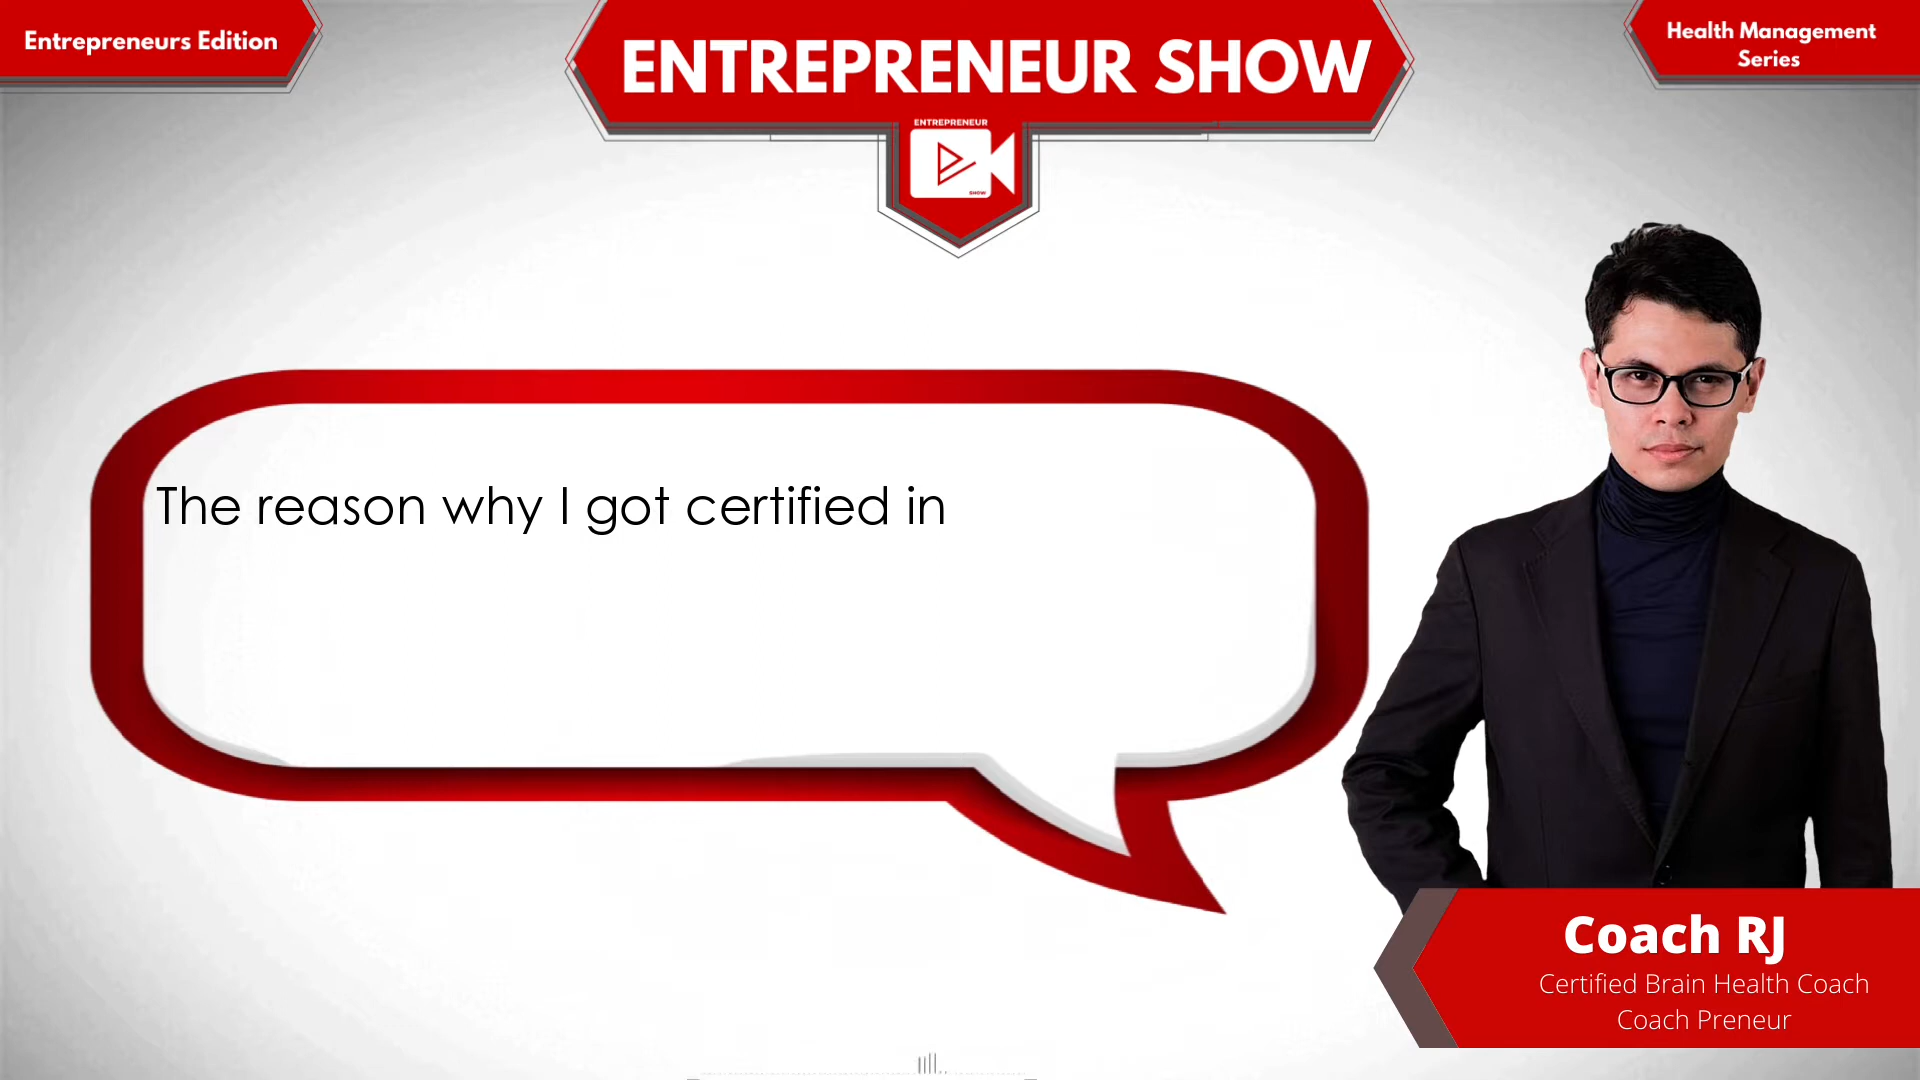 Entrepreneurs Edition
ENTREPRENEUR SHOW
Health Management
Series
ENTREPRENEUR
SHOW
The reason why I got certified in
Coach RJ
Certified Brain Health Coach
Coach Preneur